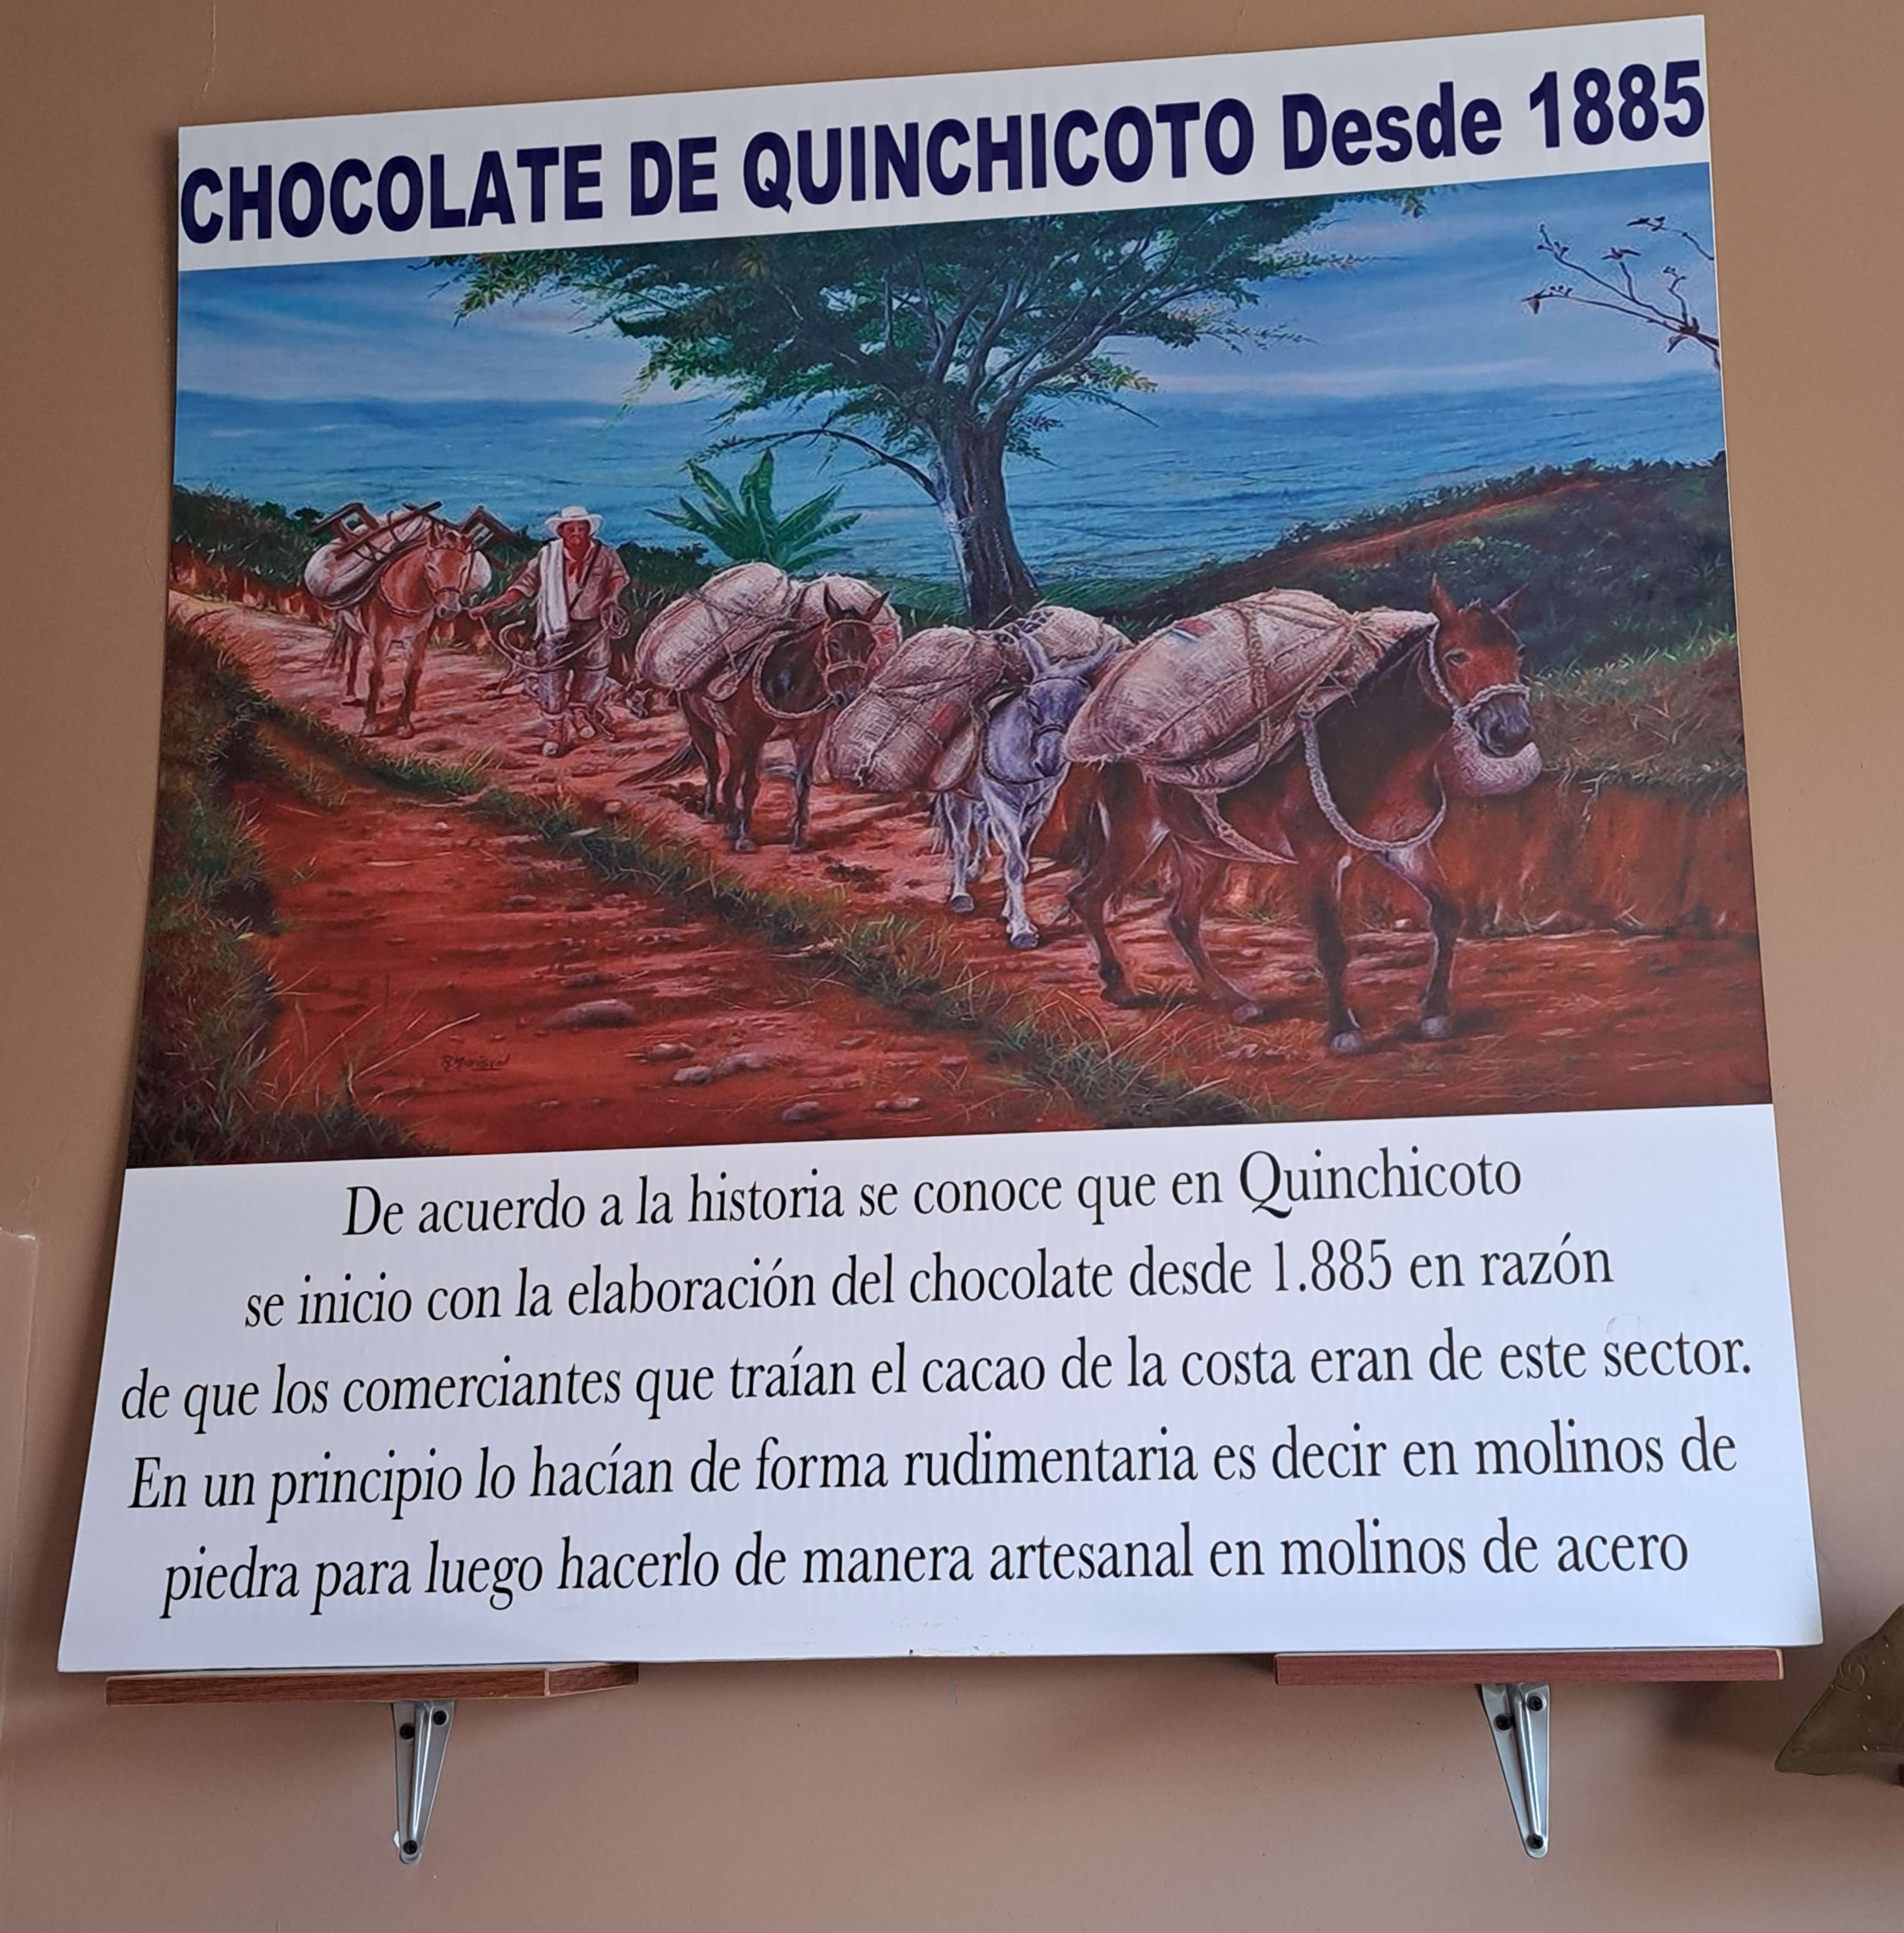 CHOCOLATE DE QUINCHICOTO Desde 1885
De acuerdo a la historia se conoce que en Quinchicoto
se inicio con la elaboración del chocolate desde 1.885 en razón
de que los comerciantes que traían el cacao de la costa eran de este sector.
En un principio lo hacían de forma rudimentaria es decir en molinos de
piedra para luego hacerlo de manera artesanal en molinos de acero